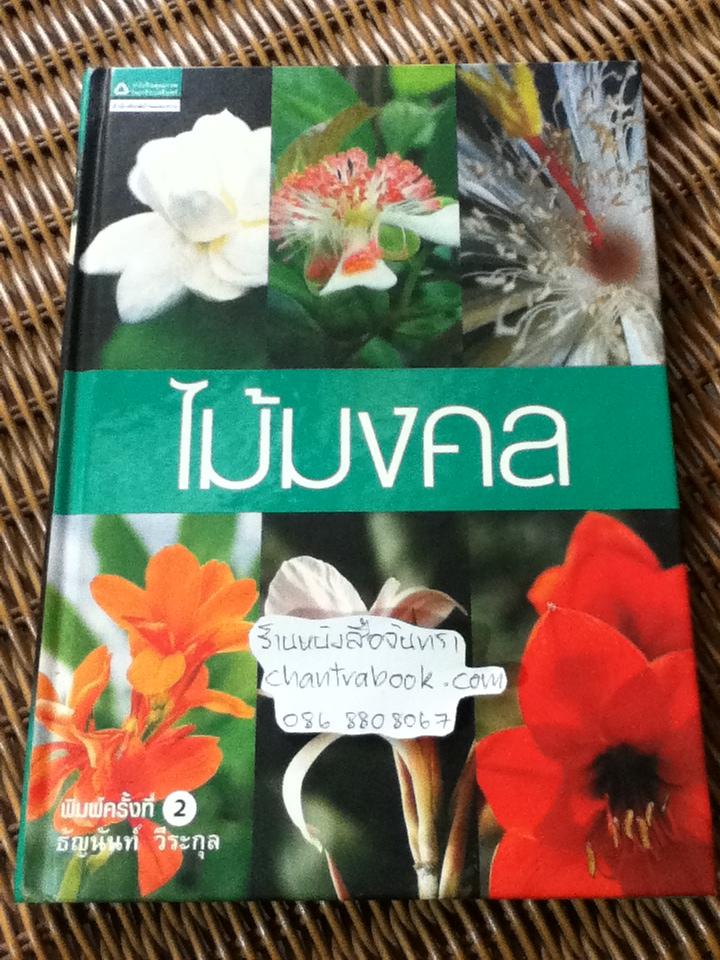 ไม้มงคล
ร้านหนังสือจันทรา
chantrabook.com
086 8808067
พิมพ์ครั้งที่ 2
ธัญนันท์ วีระกุล